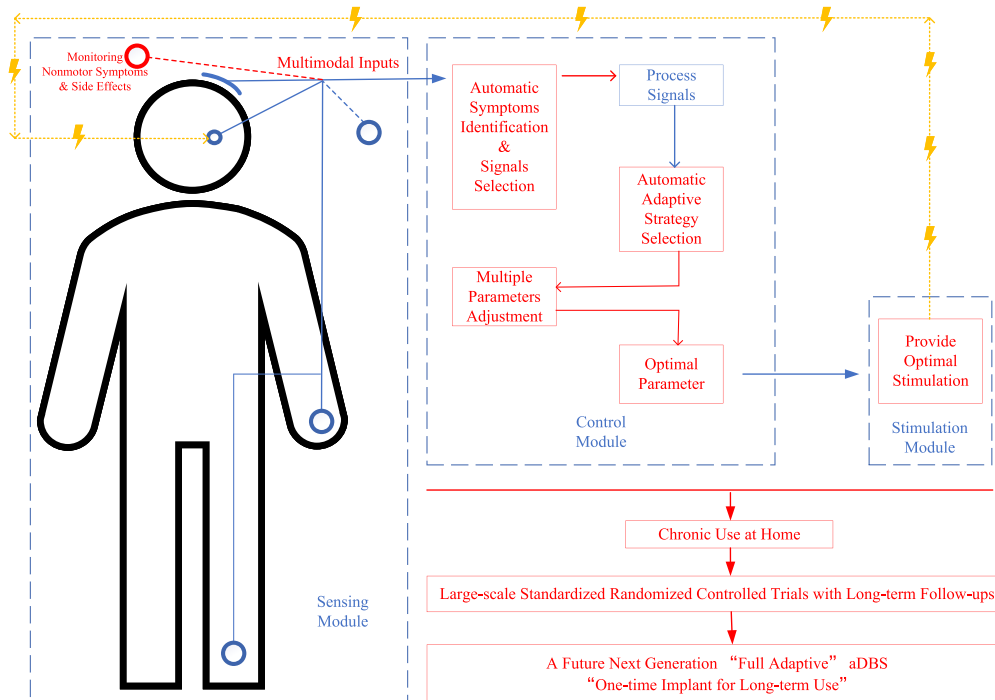 Monitoring
Nonmotor Symptoms
& Side Effects
Multimodal Inputs
Sensing
Module
Automatic
Symptoms
Identification
&
Signals
Selection
Process
Signals
Automatic
Adaptive
Strategy
Selection
Multiple
Parameters
Adjustment
Optimal
Parameter
Control
Module
Provide
Optimal
Stimulation
Stimulation
Module
Chronic Use at Home
Large-scale Standardized Randomized Controlled Trials with Long-term Follow-ups
A Future Next Generation “Full Adaptive” aDBS
“One-time Implant for Long-term Use”